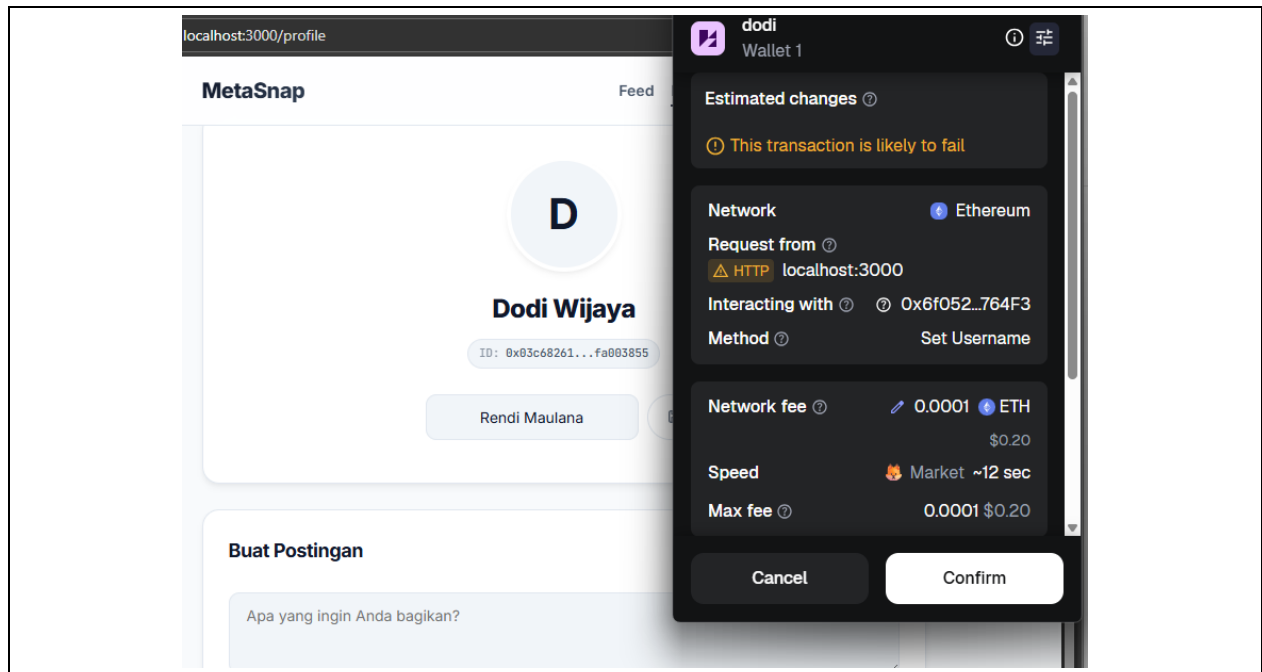 localhost:3000/profile
MetaSnap
Feed
D
Dodi Wijaya
ID: 0x03c68261...fa003855
Rendi Maulana
Buat Postingan
Apa yang ingin Anda bagikan?
dodi
Wallet 1
Estimated changes
This transaction is likely to fail
Network Ethereum
Request from
HTTP localhost:3000
Interacting with 0x6f052...764F3
Method Set Username
Network fee 0.0001 ETH
$0.20
Speed Market ~12 sec
Max fee 0.0001 $0.20
Cancel Confirm